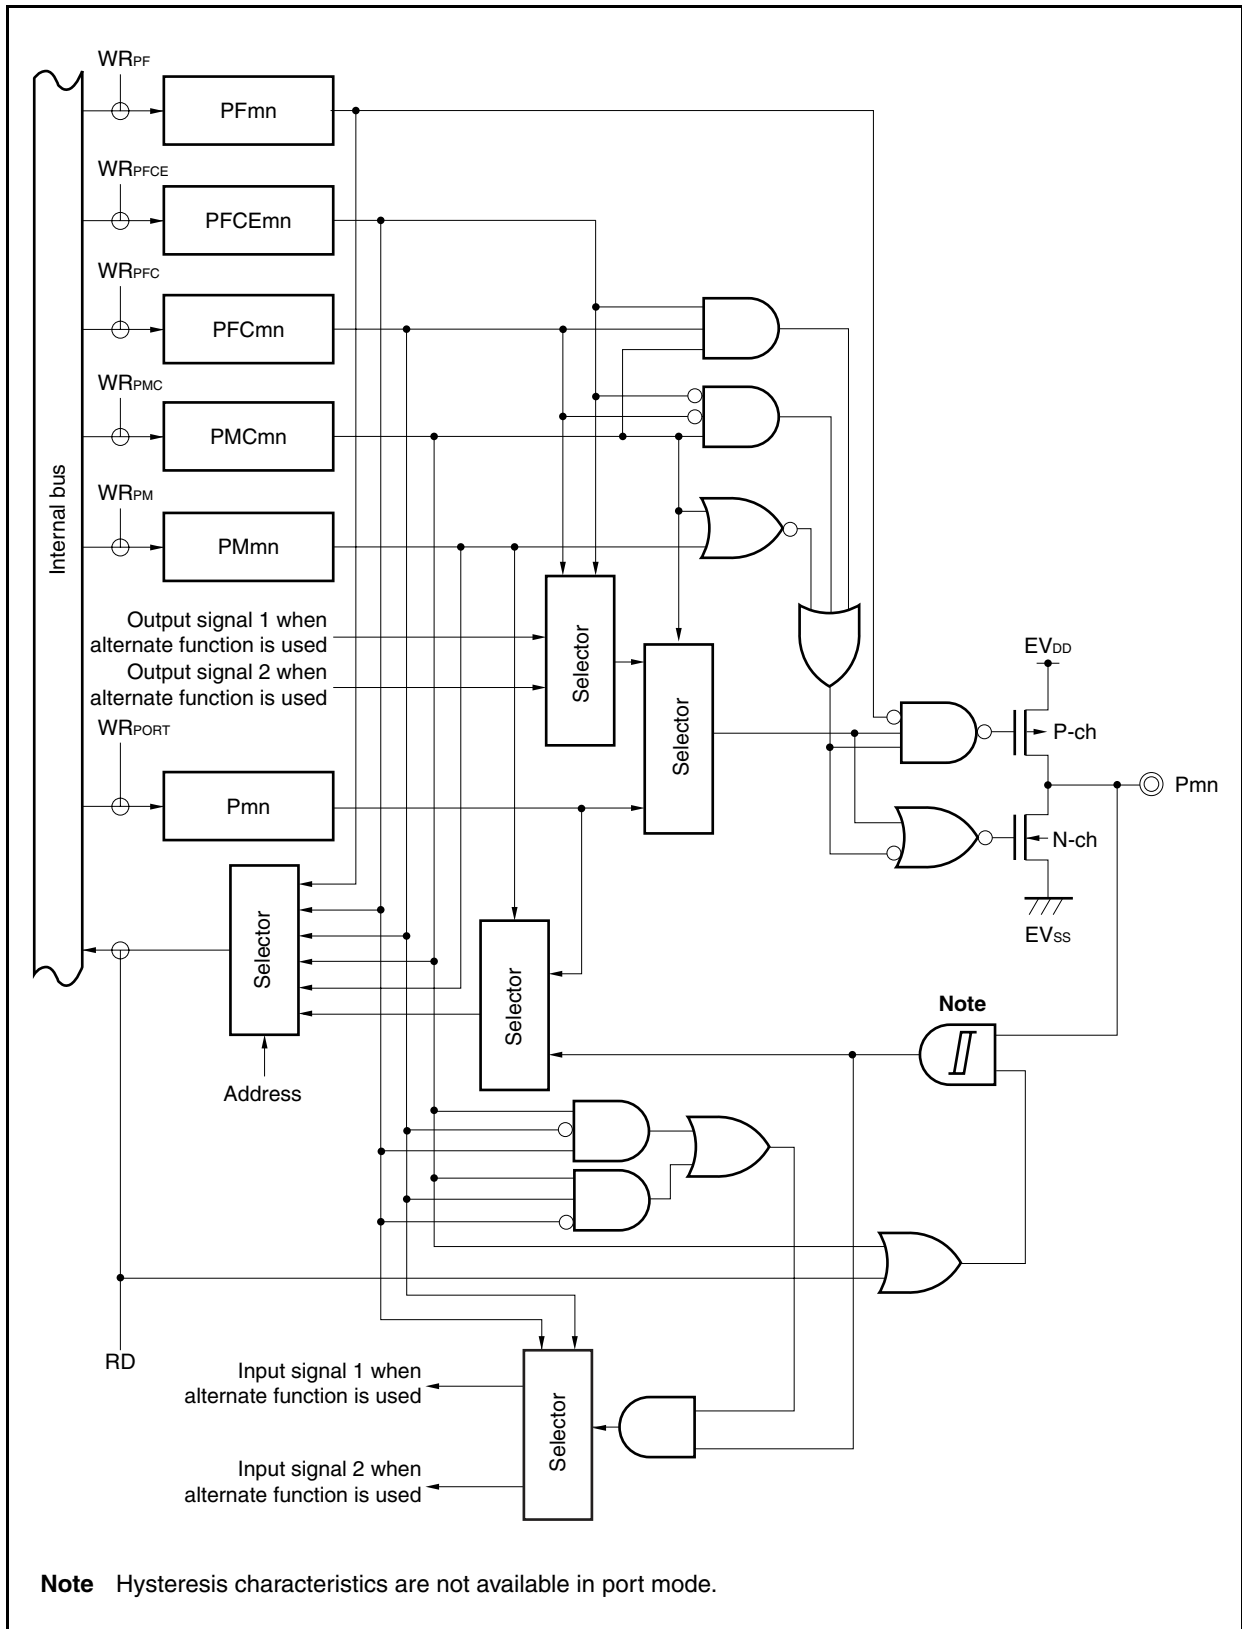 WRPF
PFmn
WRPFCE
PFCEmn
WRPFC
PFCmn
WRPMC
PMCmn
WRPM
PMmn
Internal bus
Output signal 1 when
alternate function is used
Output signal 2 when
alternate function is used
Selector
Selector
WRPORT
Pmn
EVDD
P-ch
Pmn
N-ch
EVSS
Selector
Selector
Note
Address
RD
Input signal 1 when
alternate function is used
Selector
Input signal 2 when
alternate function is used
Note Hysteresis characteristics are not available in port mode.